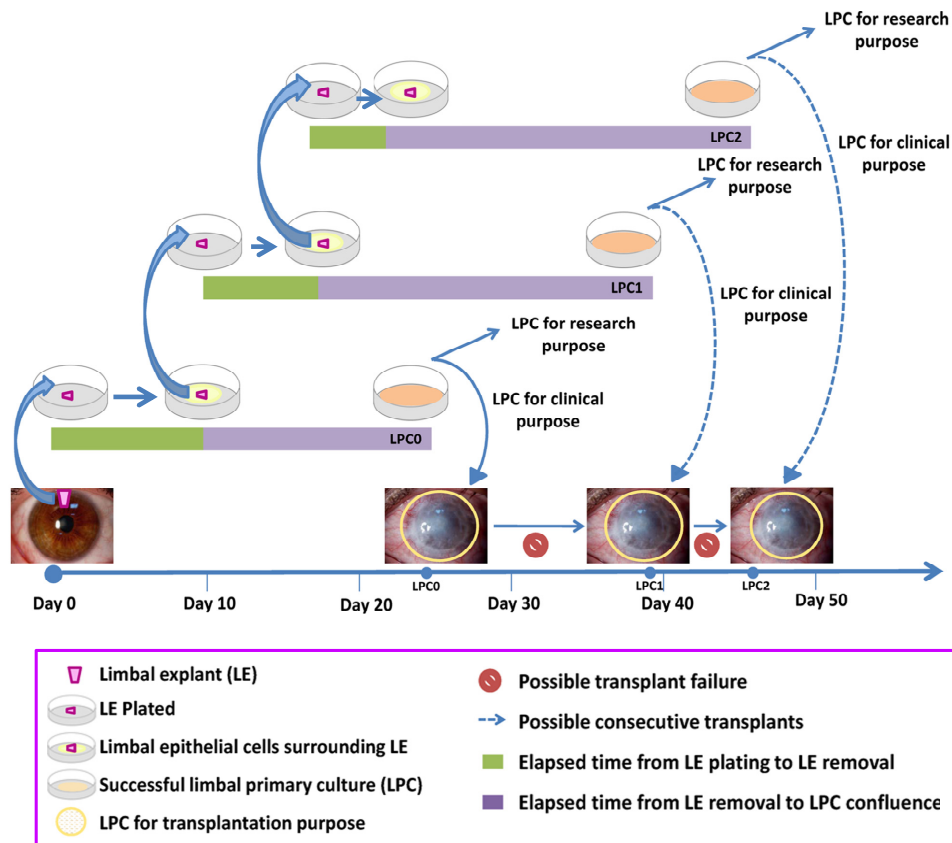 LPC for research
purpose
LPC for clinical
purpose
LPC2
LPC for research
purpose
LPC1
LPC for clinical
purpose
LPC for research
purpose
LPC for clinical
purpose
LPC0
LPC0
LPC1
LPC2
Day 0
Day 10
Day 20
Day 30
Day 40
Day 50
Limbal explant (LE)
LE Plated
Limbal epithelial cells surrounding LE
Successful limbal primary culture (LPC)
LPC for transplantation purpose
Possible transplant failure
Possible consecutive transplants
Elapsed time from LE plating to LE removal
Elapsed time from LE removal to LPC confluence